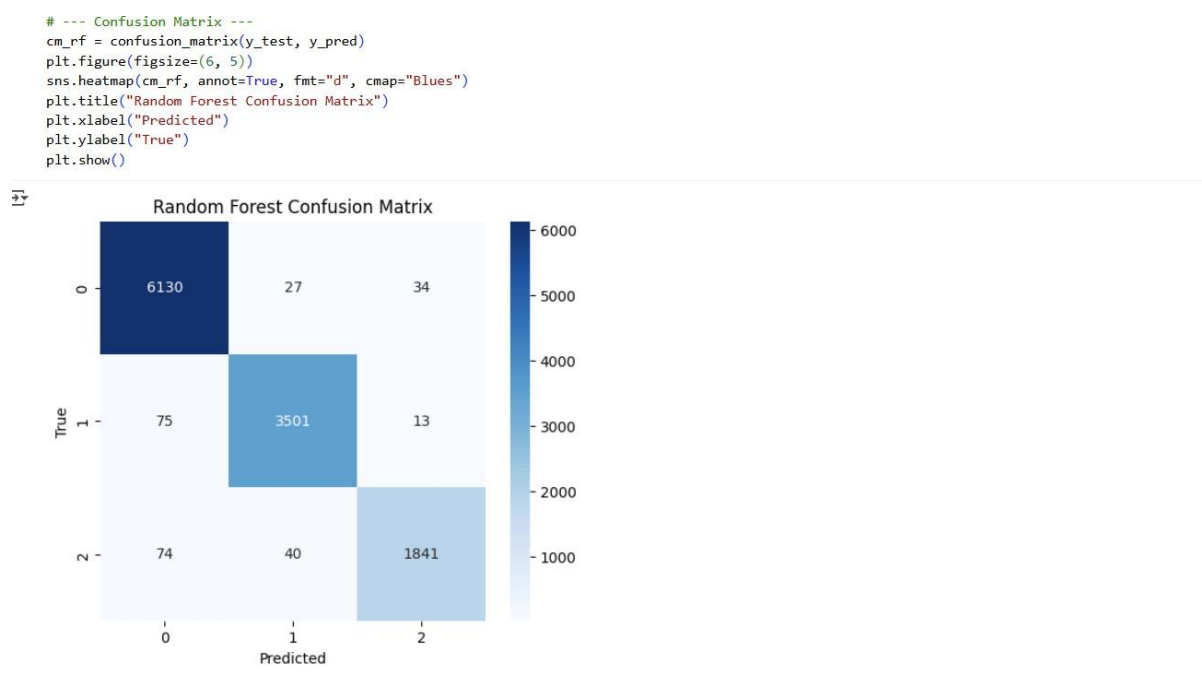 # --- Confusion Matrix ---
cm_rf = confusion_matrix(y_test, y_pred)
plt.figure(figsize=(6, 5))
sns.heatmap(cm_rf, annot=True, fmt="d", cmap="Blues")
plt.title("Random Forest Confusion Matrix")
plt.xlabel("Predicted")
plt.ylabel("True")
plt.show()
Random Forest Confusion Matrix
0 6130 27 34
True
1 75 3501 13
2 74 40 1841
0 1 2
Predicted
6000
5000
4000
3000
2000
1000